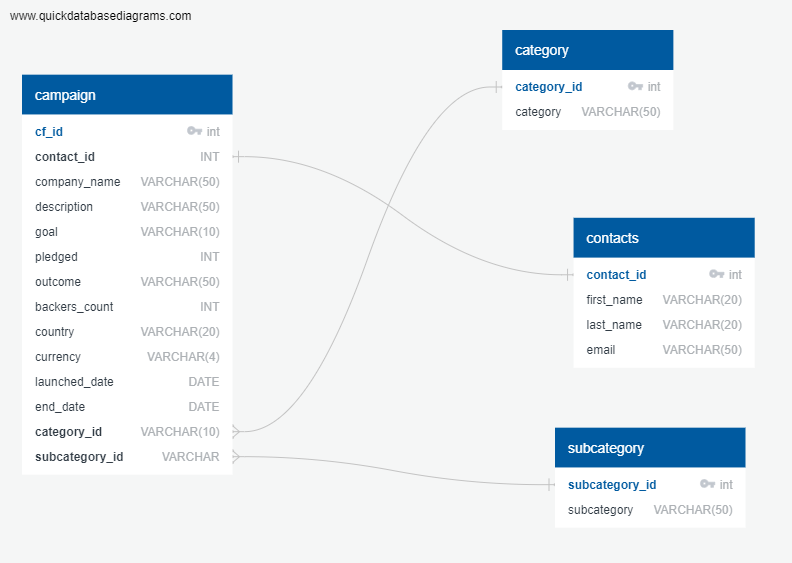 www.quickdatabasediagrams.com
campaign
cf_id int
contact_id INT
company_name VARCHAR(50)
description VARCHAR(50)
goal VARCHAR(10)
pledged INT
outcome VARCHAR(50)
backers_count INT
country VARCHAR(20)
currency VARCHAR(4)
launched_date DATE
end_date DATE
category_id VARCHAR(10)
subcategory_id VARCHAR
category
category_id int
category VARCHAR(50)
contacts
contact_id int
first_name VARCHAR(20)
last_name VARCHAR(20)
email VARCHAR(50)
subcategory
subcategory_id int
subcategory VARCHAR(50)